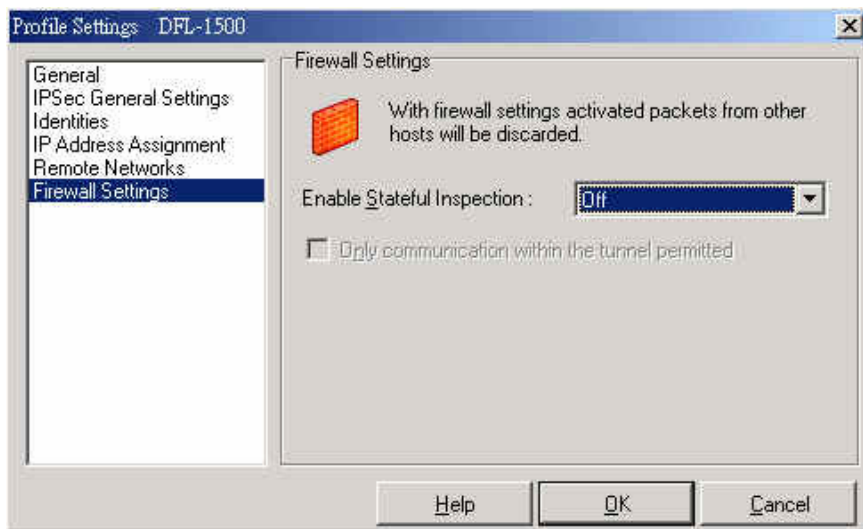 Profile Settings DFL-1500
General
IPSec General Settings
Identities
IP Address Assignment
Remote Networks
Firewall Settings
Firewall Settings
With firewall settings activated packets from other
hosts will be discarded.
Enable Stateful Inspection :
Off
Only communication within the tunnel permitted
Help
OK
Cancel